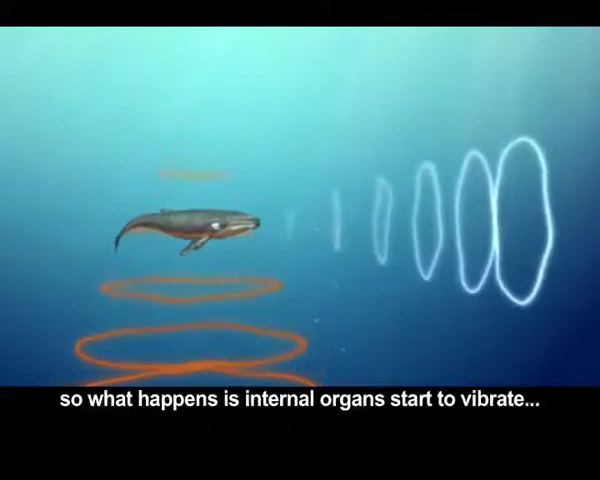 so what happens is internal organs start to vibrate...